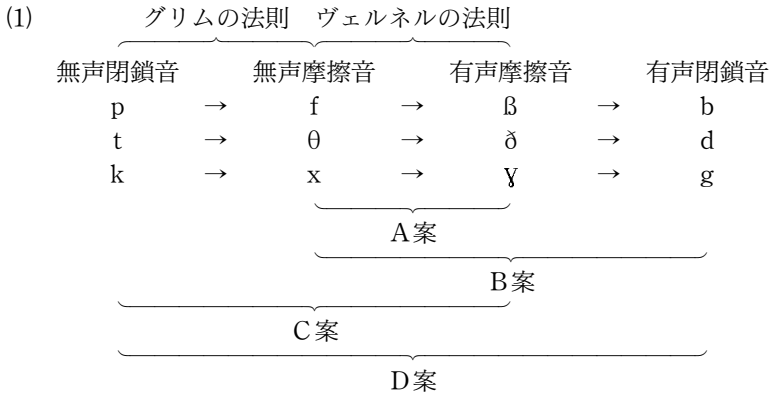 (1) グリムの法則 ヴェルネルの法則
無声閉鎖音 無声摩擦音 有声摩擦音 有声閉鎖音
p → f → ß → b
t → θ → ð → d
k → x → ɣ → g
A案
B案
C案
D案